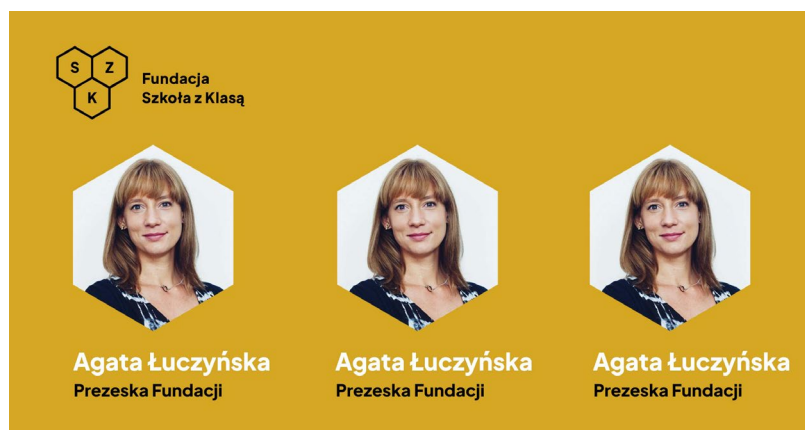 S Z
K
Fundacja
Szkoła z Klasą
Agata Łuczyńska
Prezeska Fundacji
Agata Łuczyńska
Prezeska Fundacji
Agata Łuczyńska
Prezeska Fundacji